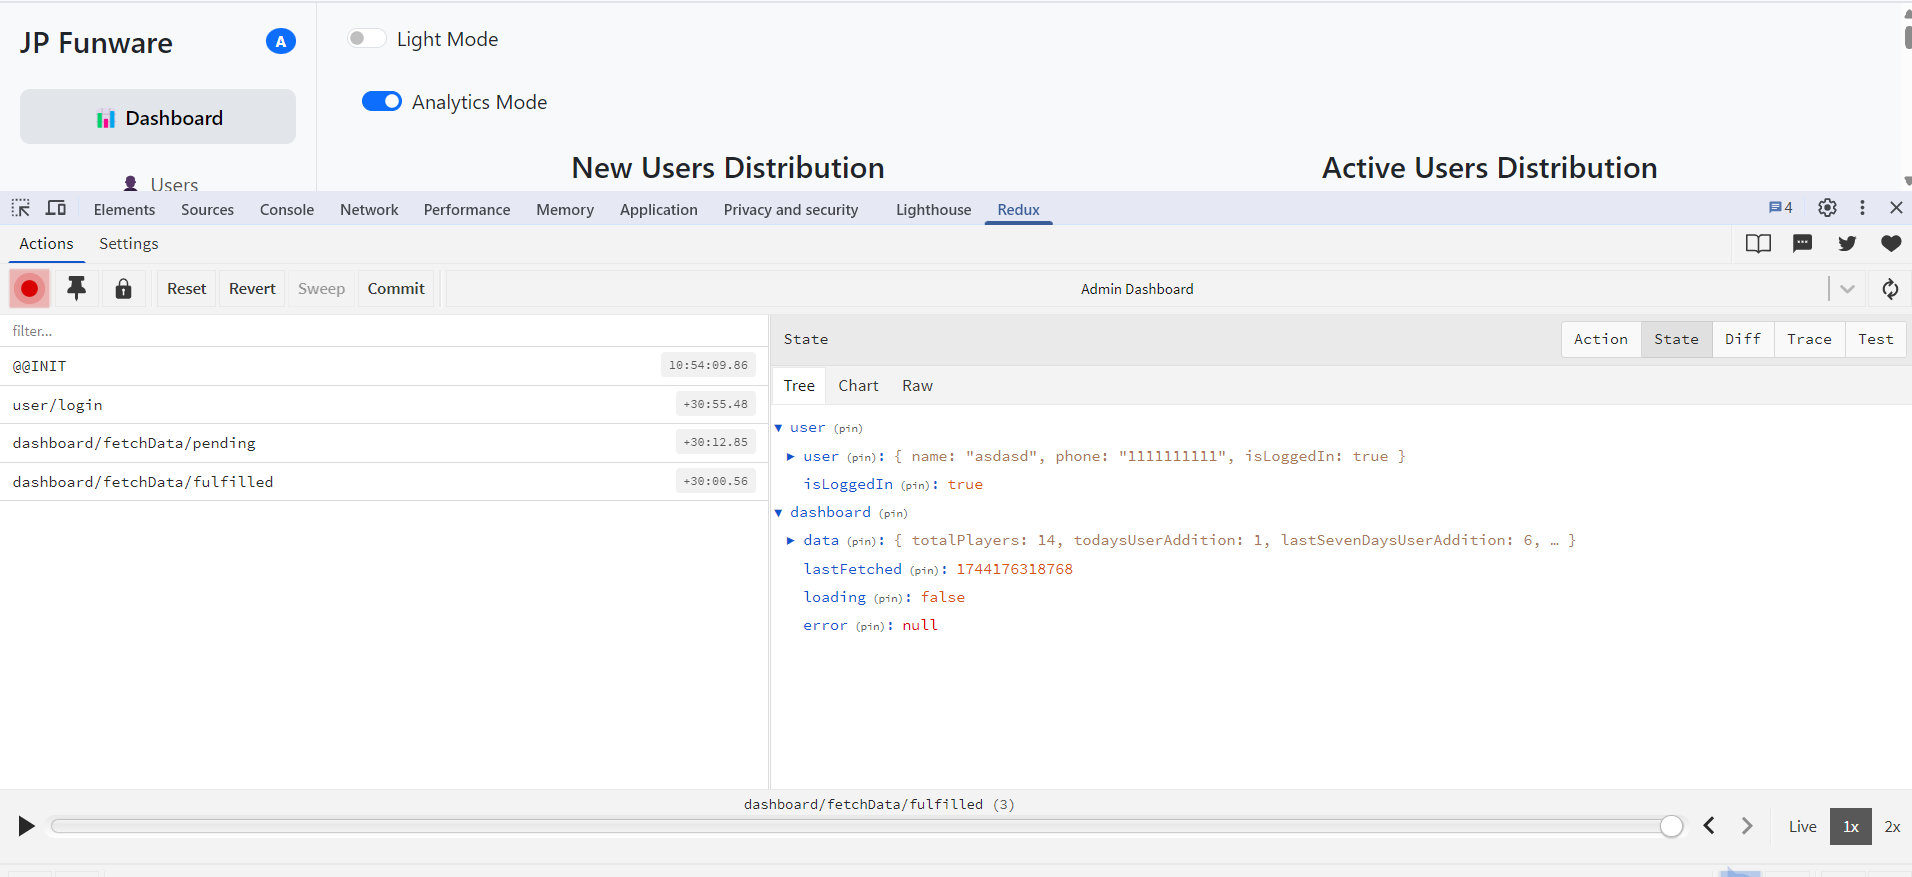 JP Funware
A
Light Mode
Dashboard
Analytics Mode
Users
New Users Distribution
Active Users Distribution
Elements Sources Console Network Performance Memory Application Privacy and security Lighthouse Redux 4
Actions Settings
Reset Revert Sweep Commit Admin Dashboard
filter...
@@INIT 10:54:09.86
user/login +30:55.48
dashboard/fetchData/pending +30:12.85
dashboard/fetchData/fulfilled +30:00.56
State Action State Diff Trace Test
Tree Chart Raw
user (pin)
user (pin): { name: "asdasd", phone: "1111111111", isLoggedIn: true }
isLoggedIn (pin): true
dashboard (pin)
data (pin): { totalPlayers: 14, todaysUserAddition: 1, lastSevenDaysUserAddition: 6, … }
lastFetched (pin): 1744176318768
loading (pin): false
error (pin): null
dashboard/fetchData/fulfilled (3)
Live 1x 2x